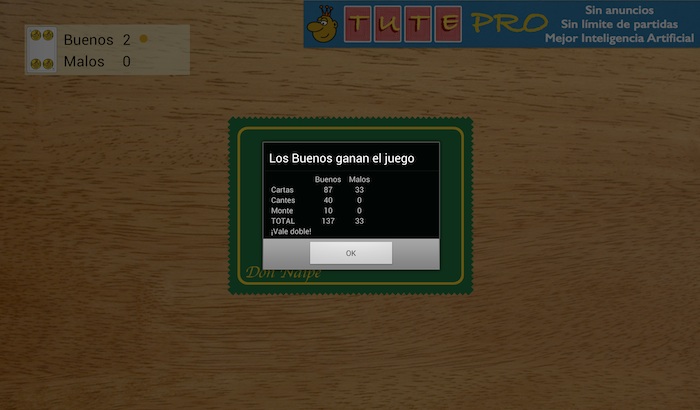 Buenos 2
Malos 0
TUTE PRO
Sin anuncios
Sin límite de partidas
Mejor Inteligencia Artificial
Los Buenos ganan el juego
Buenos Malos
Cartas 87 33
Cantes 40 0
Monte 10 0
TOTAL 137 33
¡Vale doble!
OK
Don Naipe